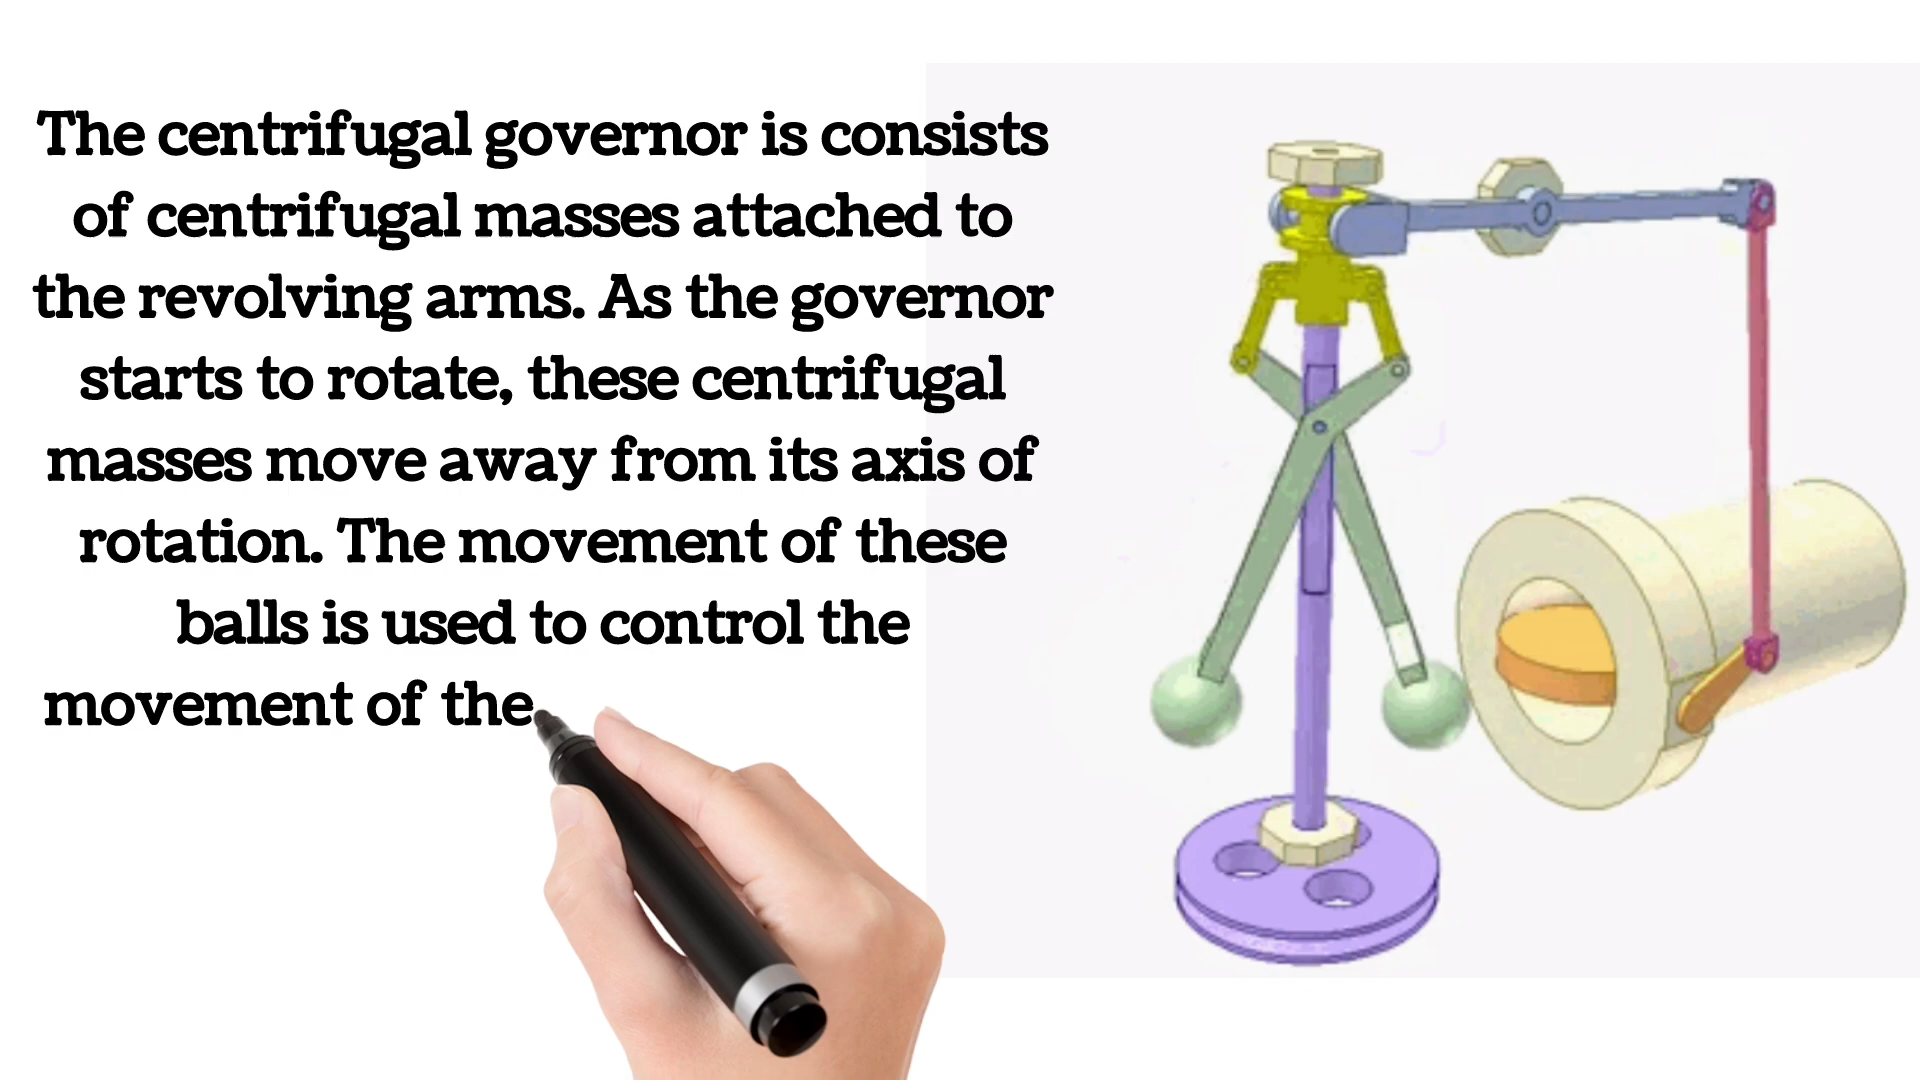 The centrifugal governor is consists
of centrifugal masses attached to
the revolving arms. As the governor
starts to rotate, these centrifugal
masses move away from its axis of
rotation. The movement of these
balls is used to control the
movement of the